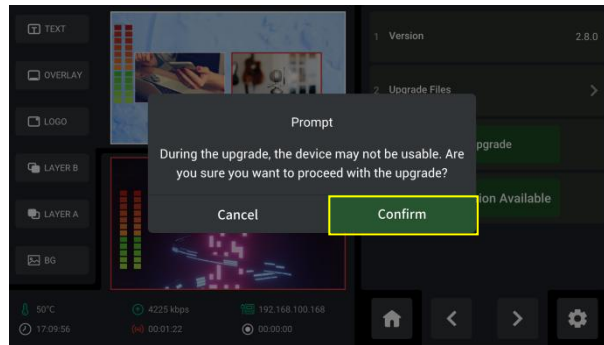 TEXT
OVERLAY
LOGO
LAYER B
LAYER A
BG
1 Version 2.8.0
2 Upgrade Files
pgrade
ion Available
Prompt
During the upgrade, the device may not be usable. Are
you sure you want to proceed with the upgrade?
Cancel Confirm
50°C 4225 kbps 192.168.100.168
17:09:56 00:01:22 00:00:00